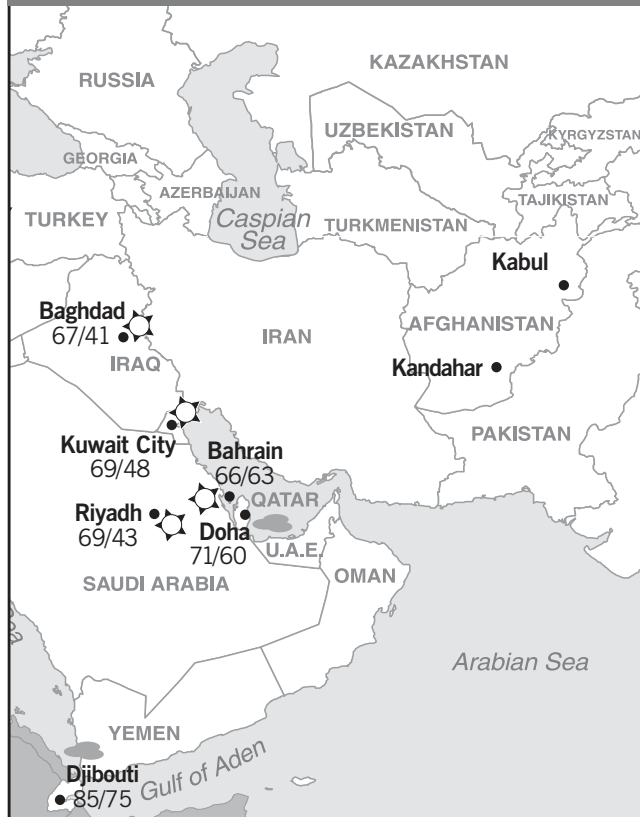 KAZAKHSTAN
RUSSIA
UZBEKISTAN
KYRGYZSTAN
GEORGIA
AZERBAIJAN
TAJIKISTAN
TURKEY
Caspian
Sea
TURKMENISTAN
Kabul
Baghdad
67/41
IRAQ
IRAN
AFGHANISTAN
Kandahar
PAKISTAN
Kuwait City
69/48
Bahrain
66/63
QATAR
Riyadh
69/43
Doha
71/60
U.A.E.
SAUDI ARABIA
OMAN
Arabian Sea
YEMEN
Gulf of Aden
Djibouti
85/75